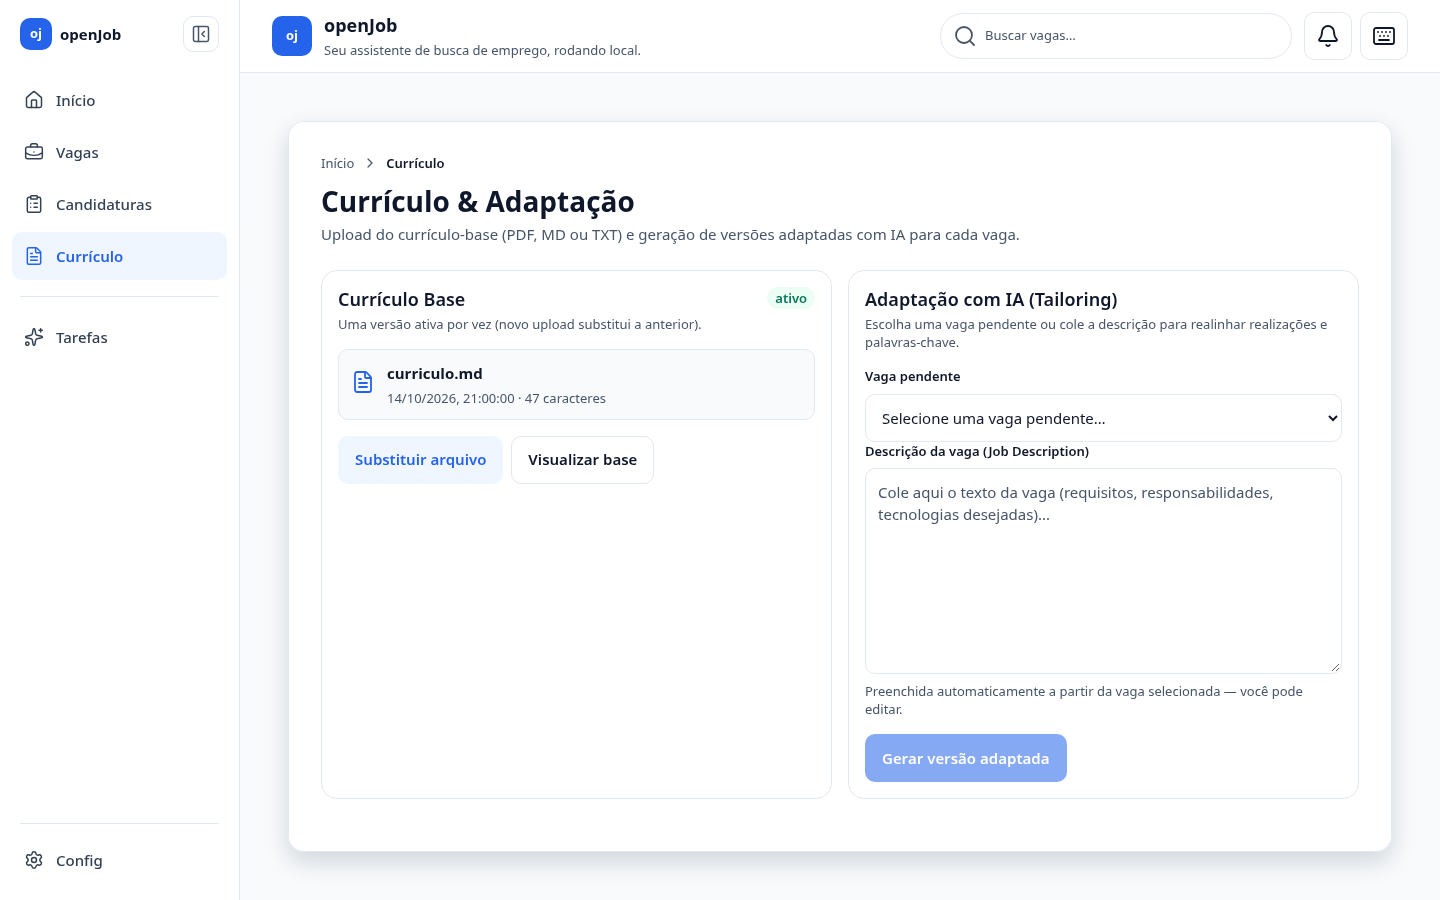 oj openJob
Início
Vagas
Candidaturas
Currículo
Tarefas
Config
oj
openJob
Seu assistente de busca de emprego, rodando local.
Buscar vagas...
Início > Currículo
Currículo & Adaptação
Upload do currículo-base (PDF, MD ou TXT) e geração de versões adaptadas com IA para cada vaga.
Currículo Base
ativo
Uma versão ativa por vez (novo upload substitui a anterior).
curriculo.md
14/10/2026, 21:00:00 · 47 caracteres
Substituir arquivo
Visualizar base
Adaptação com IA (Tailoring)
Escolha uma vaga pendente ou cole a descrição para realinhar realizações e
palavras-chave.
Vaga pendente
Selecione uma vaga pendente...
Descrição da vaga (Job Description)
Cole aqui o texto da vaga (requisitos, responsabilidades,
tecnologias desejadas)...
Preenchida automaticamente a partir da vaga selecionada — você pode
editar.
Gerar versão adaptada